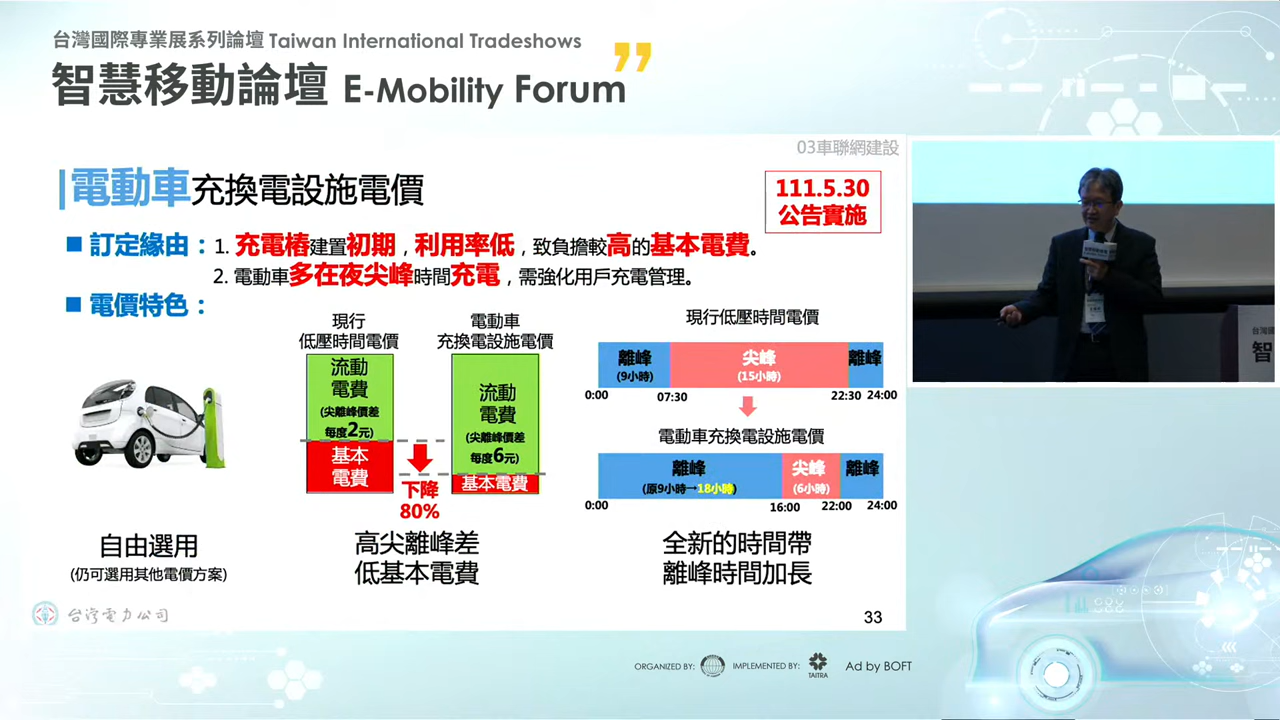 台灣國際專業展系列論壇 Taiwan International Tradeshows
智慧移動論壇 E-Mobility Forum
03車聯網建設
電動車充換電設施電價
111.5.30
公告實施
訂定緣由：1. 充電樁建置初期，利用率低，致負擔較高的基本電費。
2. 電動車多在夜尖峰時間充電，需強化用戶充電管理。
電價特色：
現行
低壓時間電價
流動
電費
(尖離峰價差
每度2元)
基本
電費
下降
80%
電動車
充換電設施電價
流動
電費
(尖離峰價差
每度6元)
基本電費
現行低壓時間電價
離峰
(9小時)
尖峰
(15小時)
離峰
0:00 07:30 22:30 24:00
電動車充換電設施電價
離峰
(原9小時→18小時)
尖峰
(6小時)
離峰
0:00 16:00 22:00 24:00
自由選用
(仍可選用其他電價方案)
高尖離峰差
低基本電費
全新的時間帶
離峰時間加長
台灣電力公司
33
台灣國
智
ORGANIZED BY: IMPLEMENTED BY: TAITRA Ad by BOFT